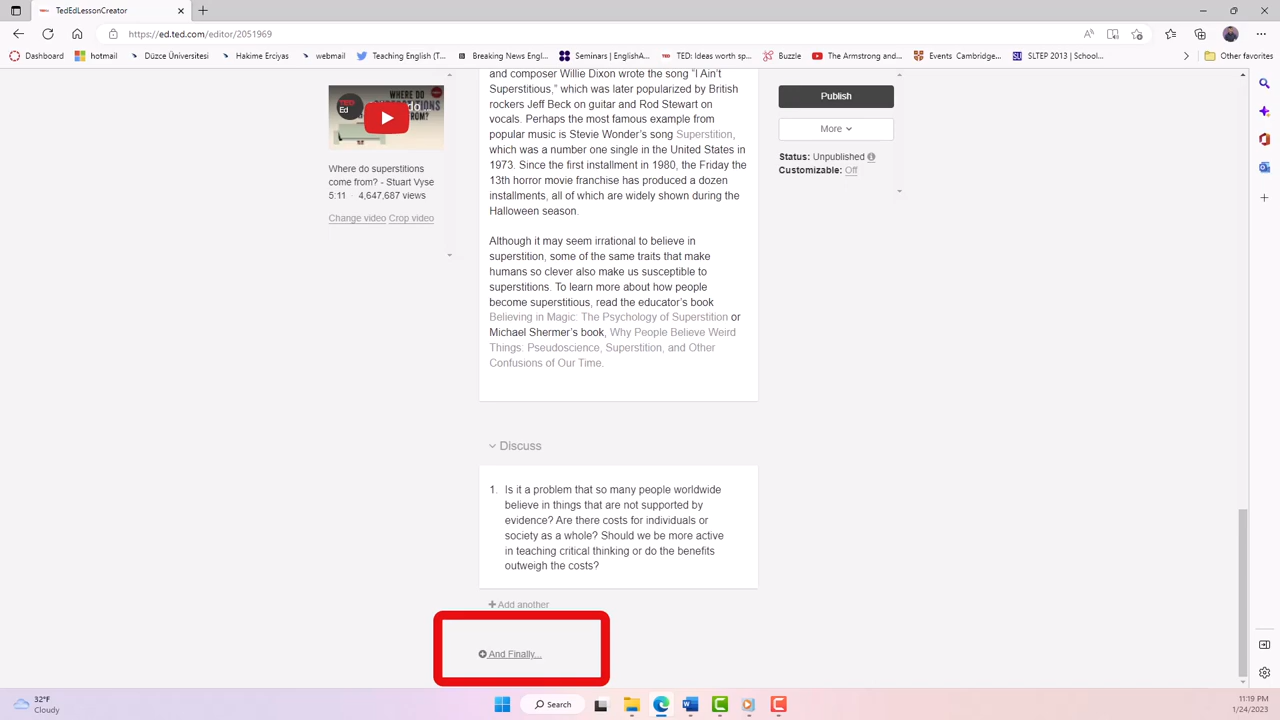 TedEdLessonCreator
https://ed.ted.com/editor/2051969
Dashboard
hotmail
Düzce Üniversitesi
Hakime Erciyas
webmail
Teaching English (T...
Breaking News Engl...
Seminars | EnglishA...
TED: Ideas worth sp...
Buzzle
The Armstrong and...
Events Cambridge...
SLTEP 2013 | School...
Other favorites
TED Ed
WHERE DO
FROM?
Where do superstitions
come from? - Stuart Vyse
5:11 · 4,647,687 views
Change video Crop video
and composer Willie Dixon wrote the song "I Ain't
Superstitious," which was later popularized by British
rockers Jeff Beck on guitar and Rod Stewart on
vocals. Perhaps the most famous example from
popular music is Stevie Wonder's song Superstition,
which was a number one single in the United States in
1973. Since the first installment in 1980, the Friday the
13th horror movie franchise has produced a dozen
installments, all of which are widely shown during the
Halloween season.
Although it may seem irrational to believe in
superstition, some of the same traits that make
humans so clever also make us susceptible to
superstitions. To learn more about how people
become superstitious, read the educator's book
Believing in Magic: The Psychology of Superstition or
Michael Shermer's book, Why People Believe Weird
Things: Pseudoscience, Superstition, and Other
Confusions of Our Time.
Publish
More
Status: Unpublished
Customizable: Off
Discuss
1. Is it a problem that so many people worldwide
believe in things that are not supported by
evidence? Are there costs for individuals or
society as a whole? Should we be more active
in teaching critical thinking or do the benefits
outweigh the costs?
Add another
And Finally...
32°F
Cloudy
Search
11:19 PM
1/24/2023